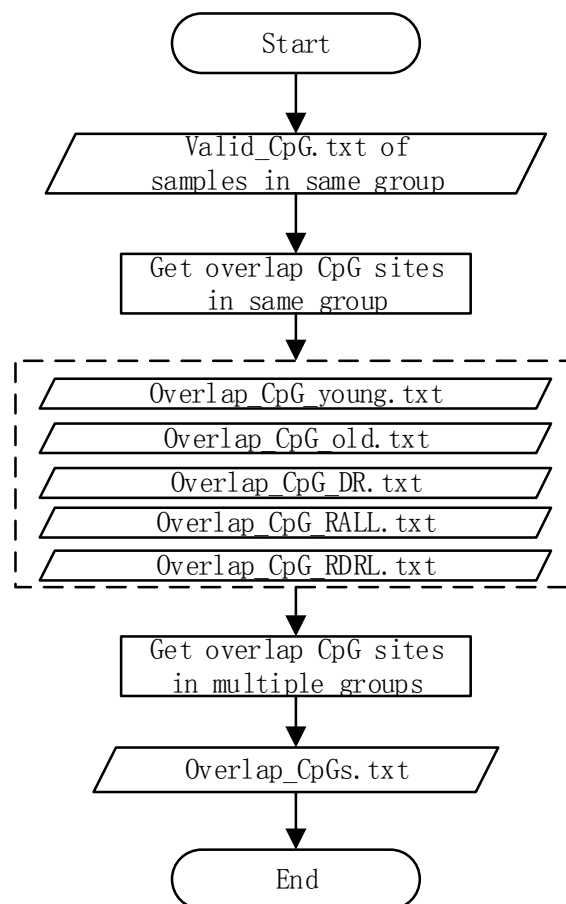 Start
Valid_CpG.txt of
samples in same group
Get overlap CpG sites
in same group
Overlap_CpG_young.txt
Overlap_CpG_old.txt
Overlap_CpG_DR.txt
Overlap_CpG_RALL.txt
Overlap_CpG_RDRL.txt
Get overlap CpG sites
in multiple groups
Overlap_CpGs.txt
End